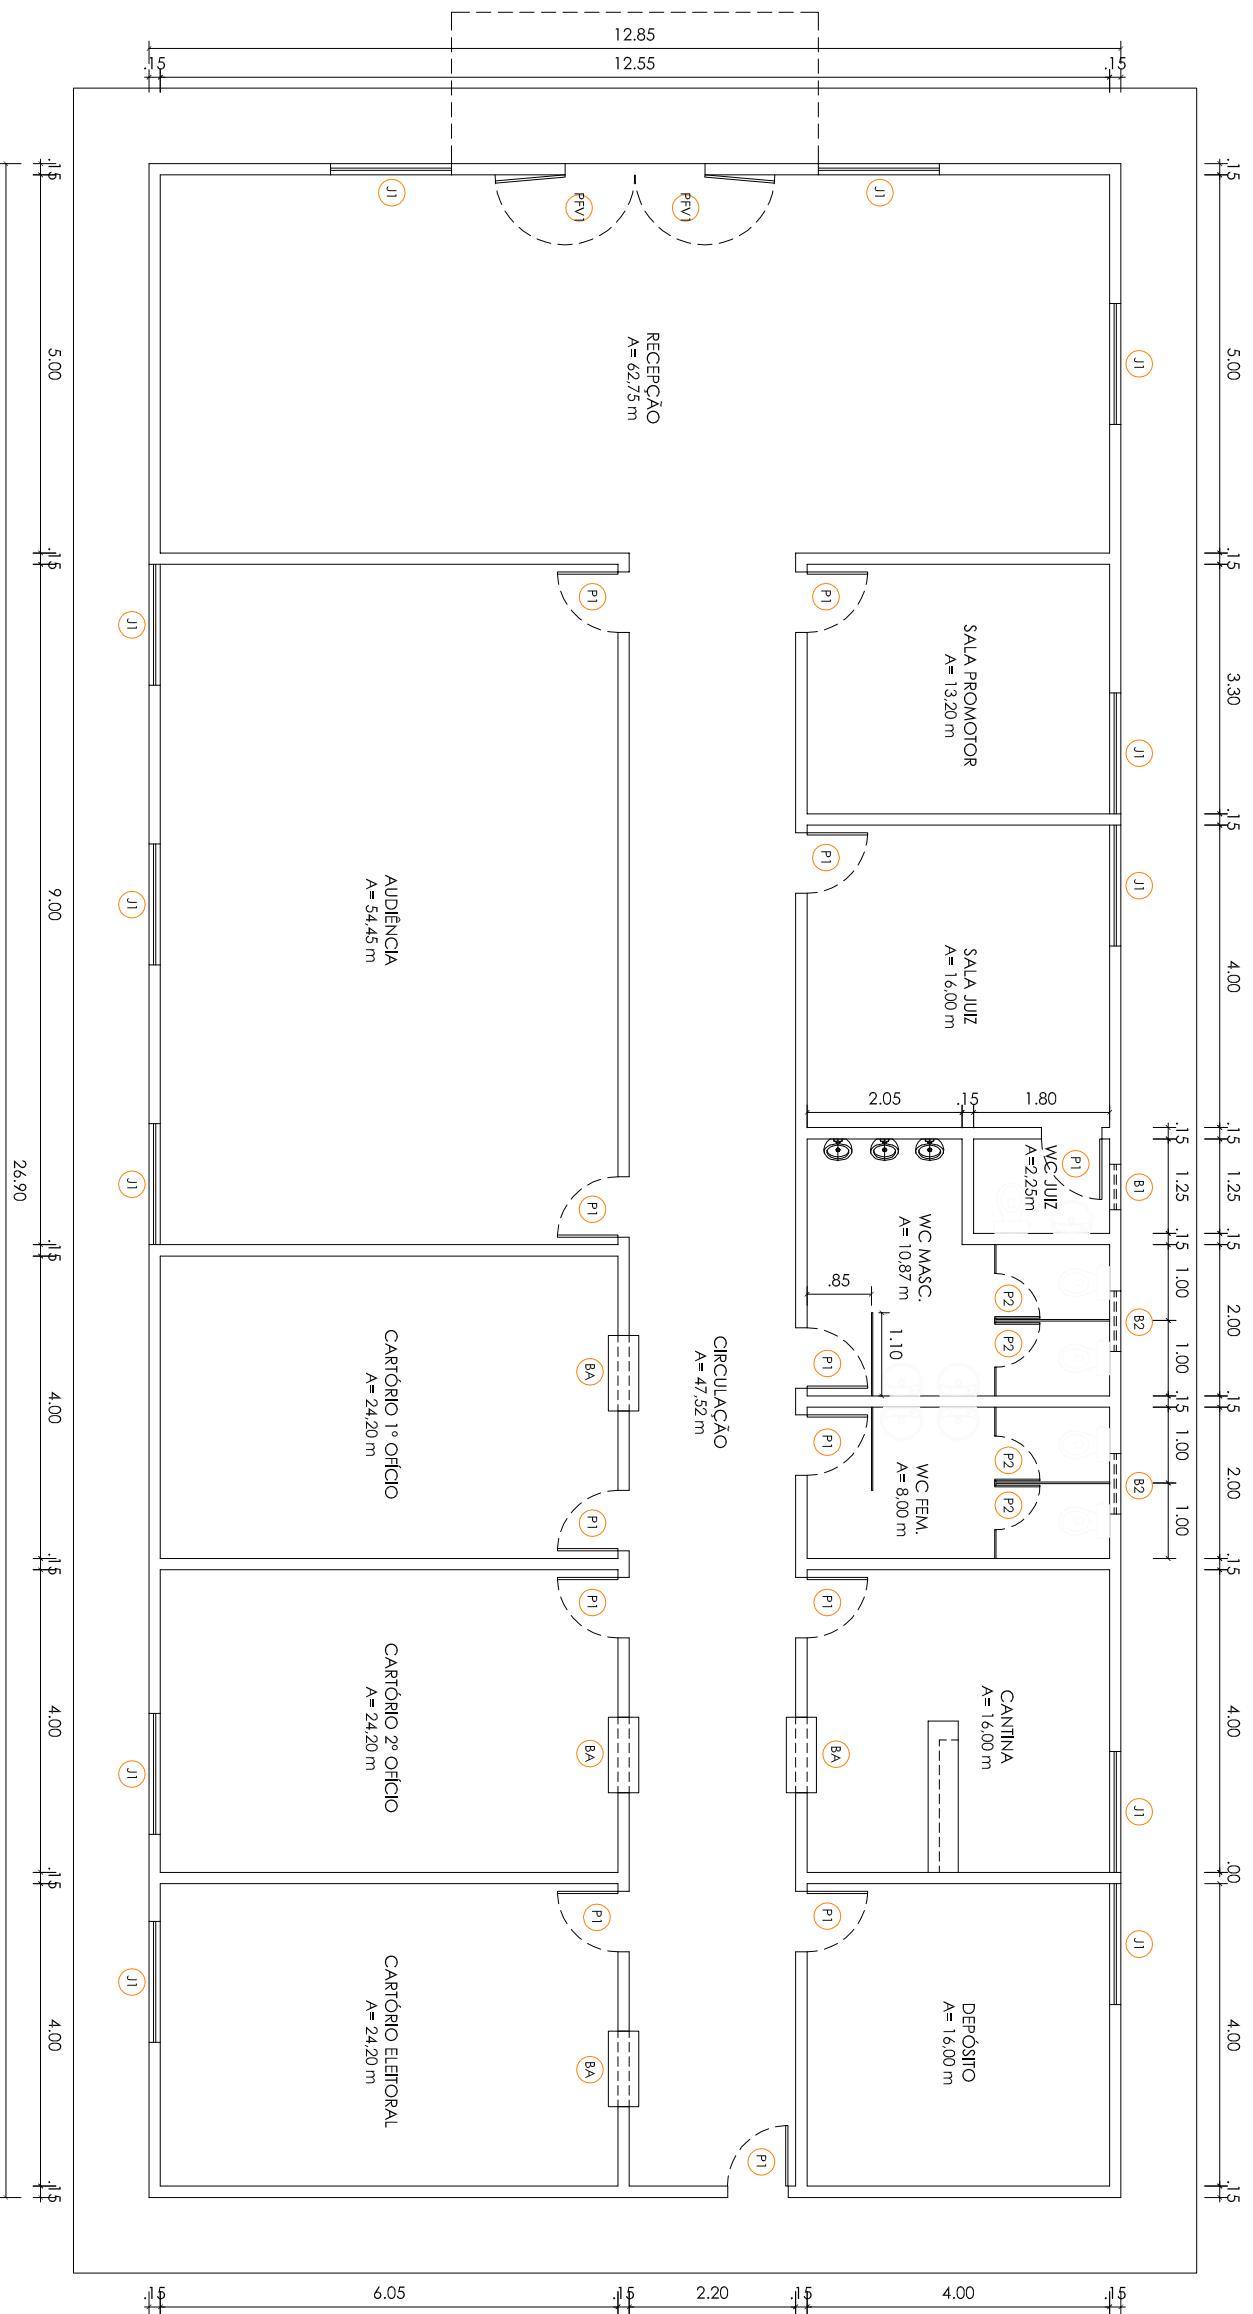 12.85
.15
12.55
.15
.15
.15
J1
PFV1
PFV1
J1
5.00
RECEPÇÃO
A= 62,75 m
J1
5.00
.15
.15
P1
P1
J1
SALA PROMOTOR
A= 13,20 m
3.30
J1
.15
P1
J1
9.00
J1
AUDIÊNCIA
A= 54,45 m
SALA JUIZ
A= 16,00 m
4.00
2.05
.15
1.80
.15
.15
J1
P1
WC JUIZ
A=2,25m
P1
B1
1.25
1.25
26.90
.15
WC MASC.
A= 10,87 m
.15
.15
.85
1.10
P2
P2
B2
1.00
1.00
2.00
4.00
CARTÓRIO 1º OFÍCIO
A= 24,20 m
BA
CIRCULAÇÃO
A= 47,52 m
P1
.15
.15
P1
P1
WC FEM.
A= 8,00 m
P2
P2
B2
1.00
1.00
2.00
.15
.15
P1
P1
4.00
J1
CARTÓRIO 2º OFÍCIO
A= 24,20 m
BA
BA
CANTINA
A= 16,00 m
J1
4.00
.15
.00
P1
P1
J1
J1
4.00
CARTÓRIO ELEITORAL
A= 24,20 m
BA
DEPÓSITO
A= 16,00 m
4.00
P1
.15
.15
.15
6.05
.15
2.20
.15
4.00
.15